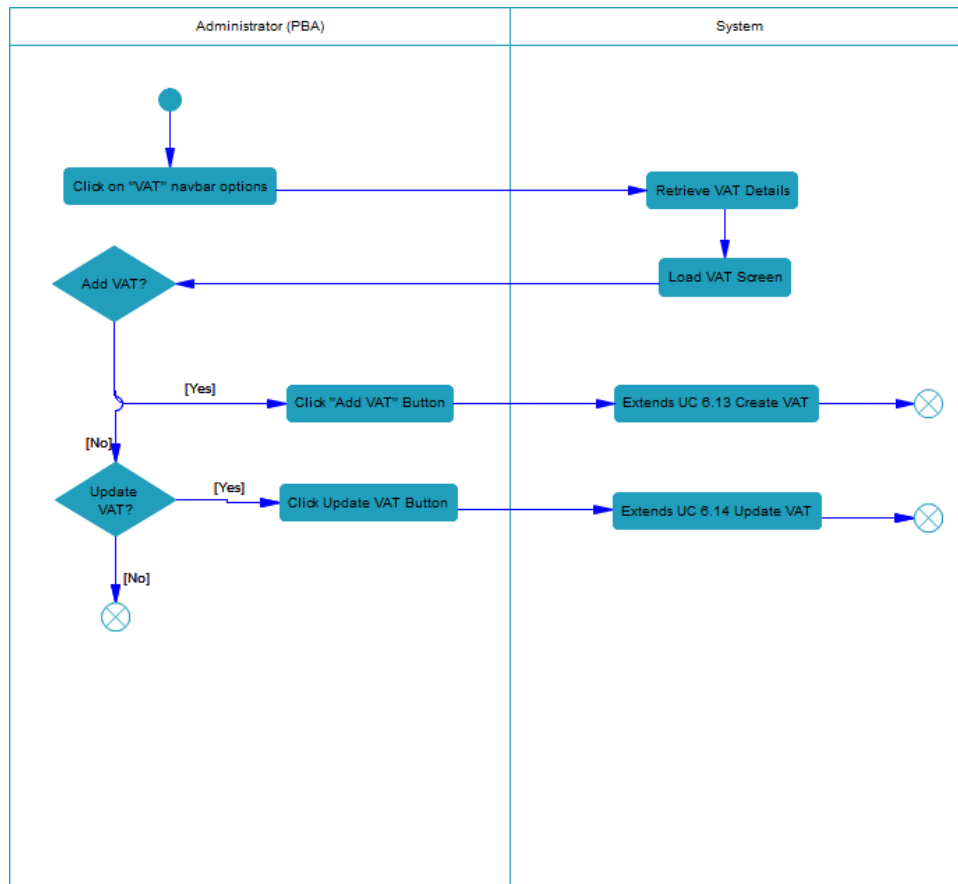 Administrator (PBA)
System
Click on "VAT" navbar options
Retrieve VAT Details
Load VAT Screen
Add VAT?
[Yes]
Click "Add VAT" Button
Extends UC 6.13 Create VAT
[No]
Update
VAT?
[Yes]
Click Update VAT Button
Extends UC 6.14 Update VAT
[No]